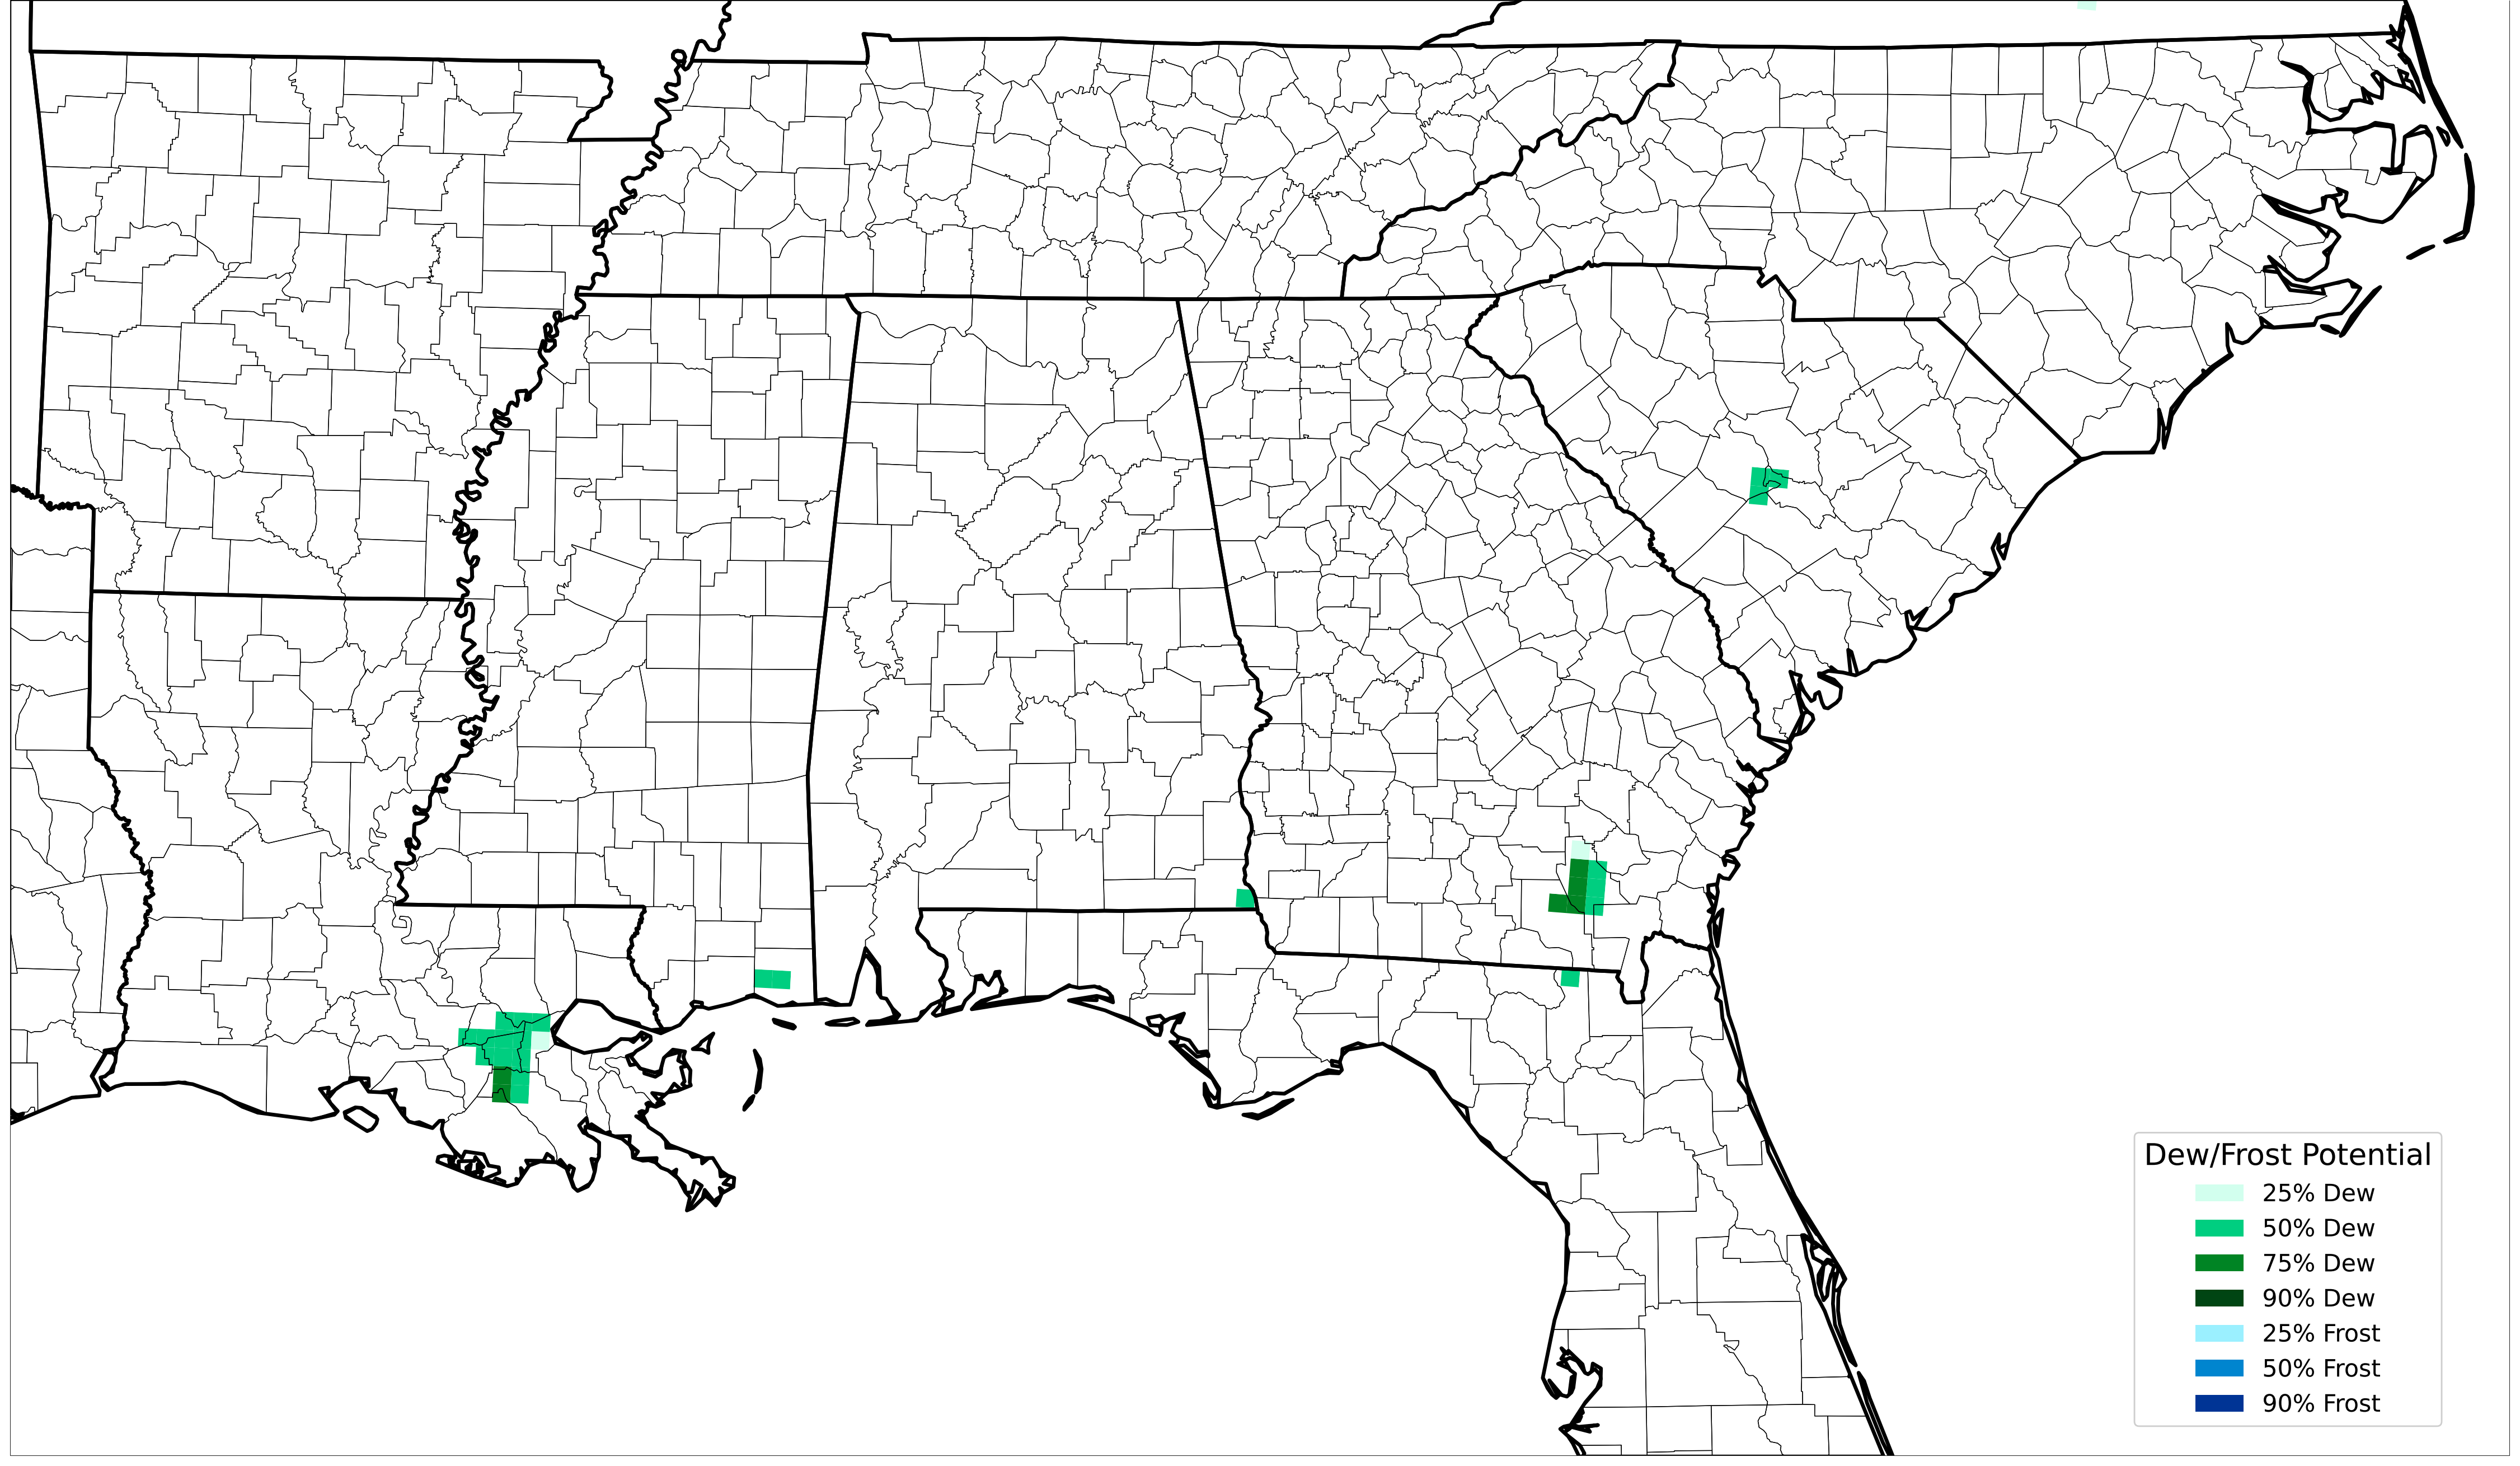 Dew/Frost Potential
25% Dew
50% Dew
75% Dew
90% Dew
25% Frost
50% Frost
90% Frost